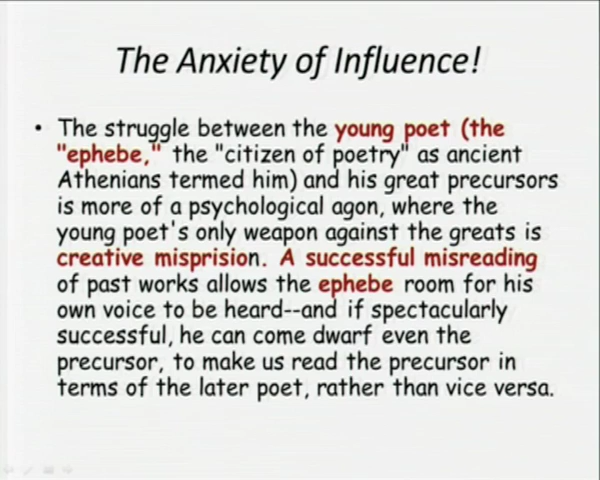 The Anxiety of Influence!
• The struggle between the young poet (the
"ephebe," the "citizen of poetry" as ancient
Athenians termed him) and his great precursors
is more of a psychological agon, where the
young poet's only weapon against the greats is
creative misprision. A successful misreading
of past works allows the ephebe room for his
own voice to be heard--and if spectacularly
successful, he can come dwarf even the
precursor, to make us read the precursor in
terms of the later poet, rather than vice versa.